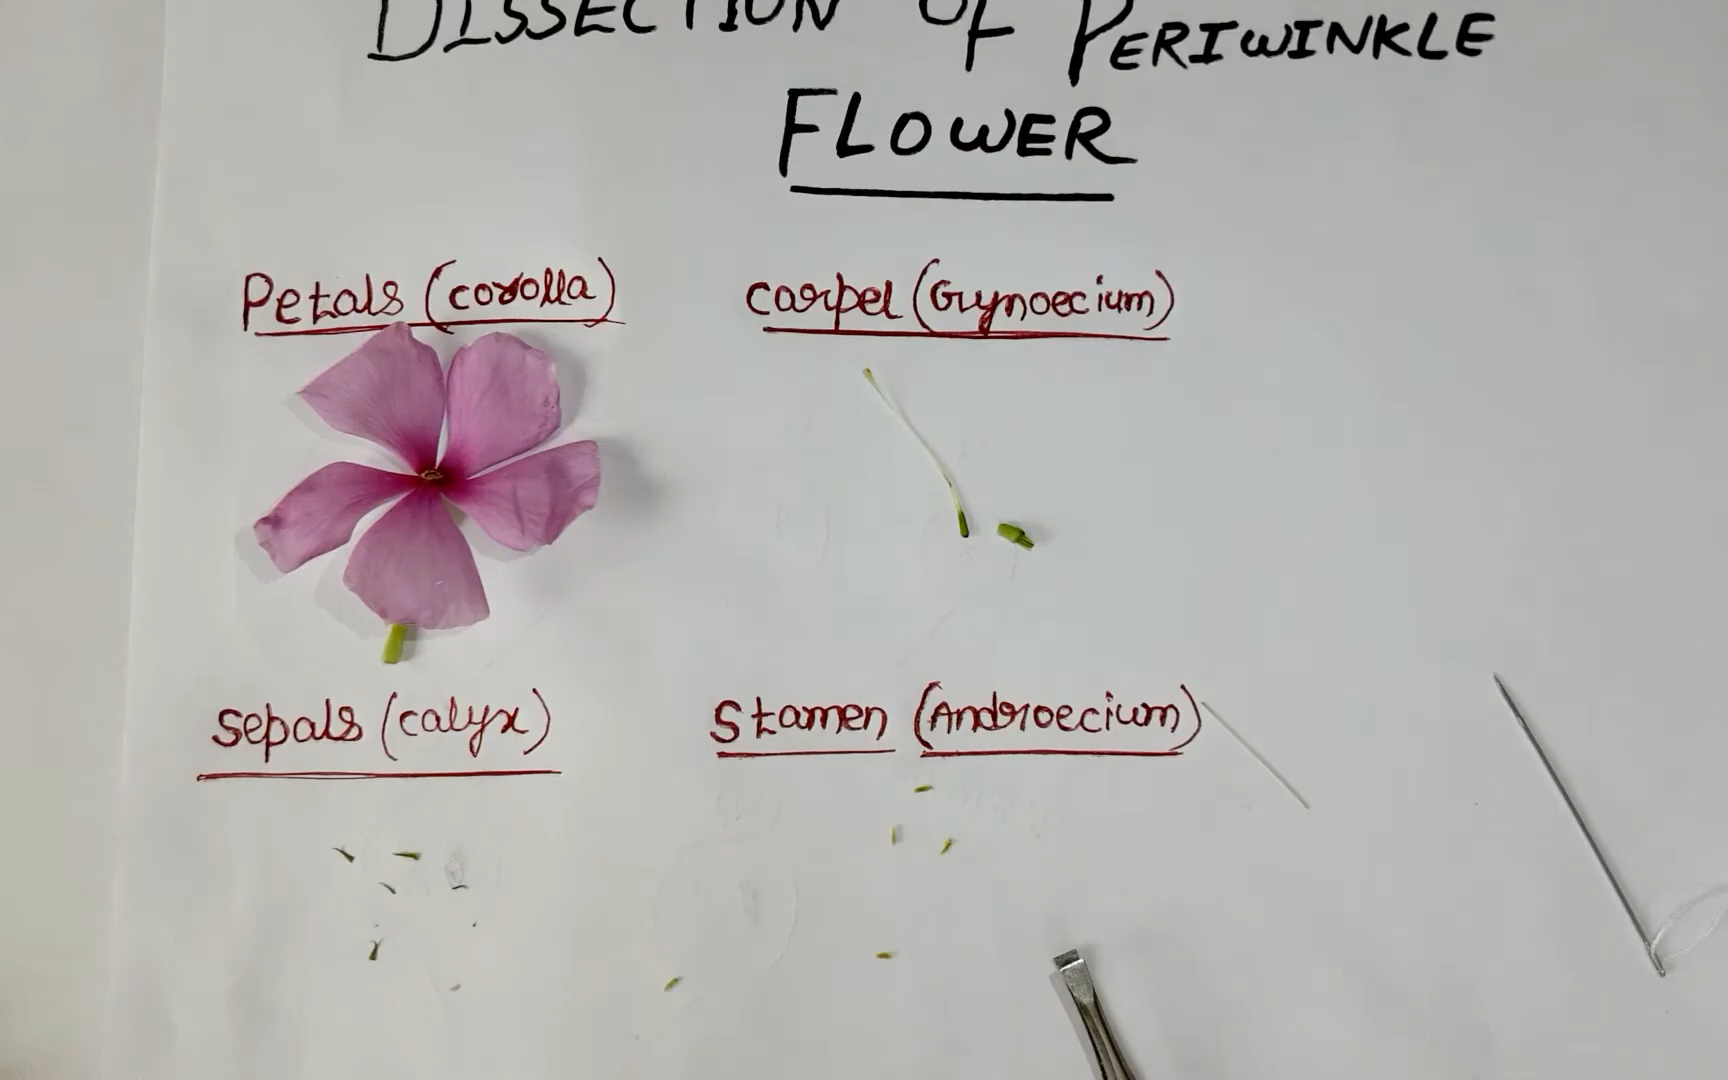 DISSECTION OF PERIWINKLE
FLOWER
Petals (corolla)
carpel (Gynoecium)
Sepals (calyx)
Stamen (Androecium)